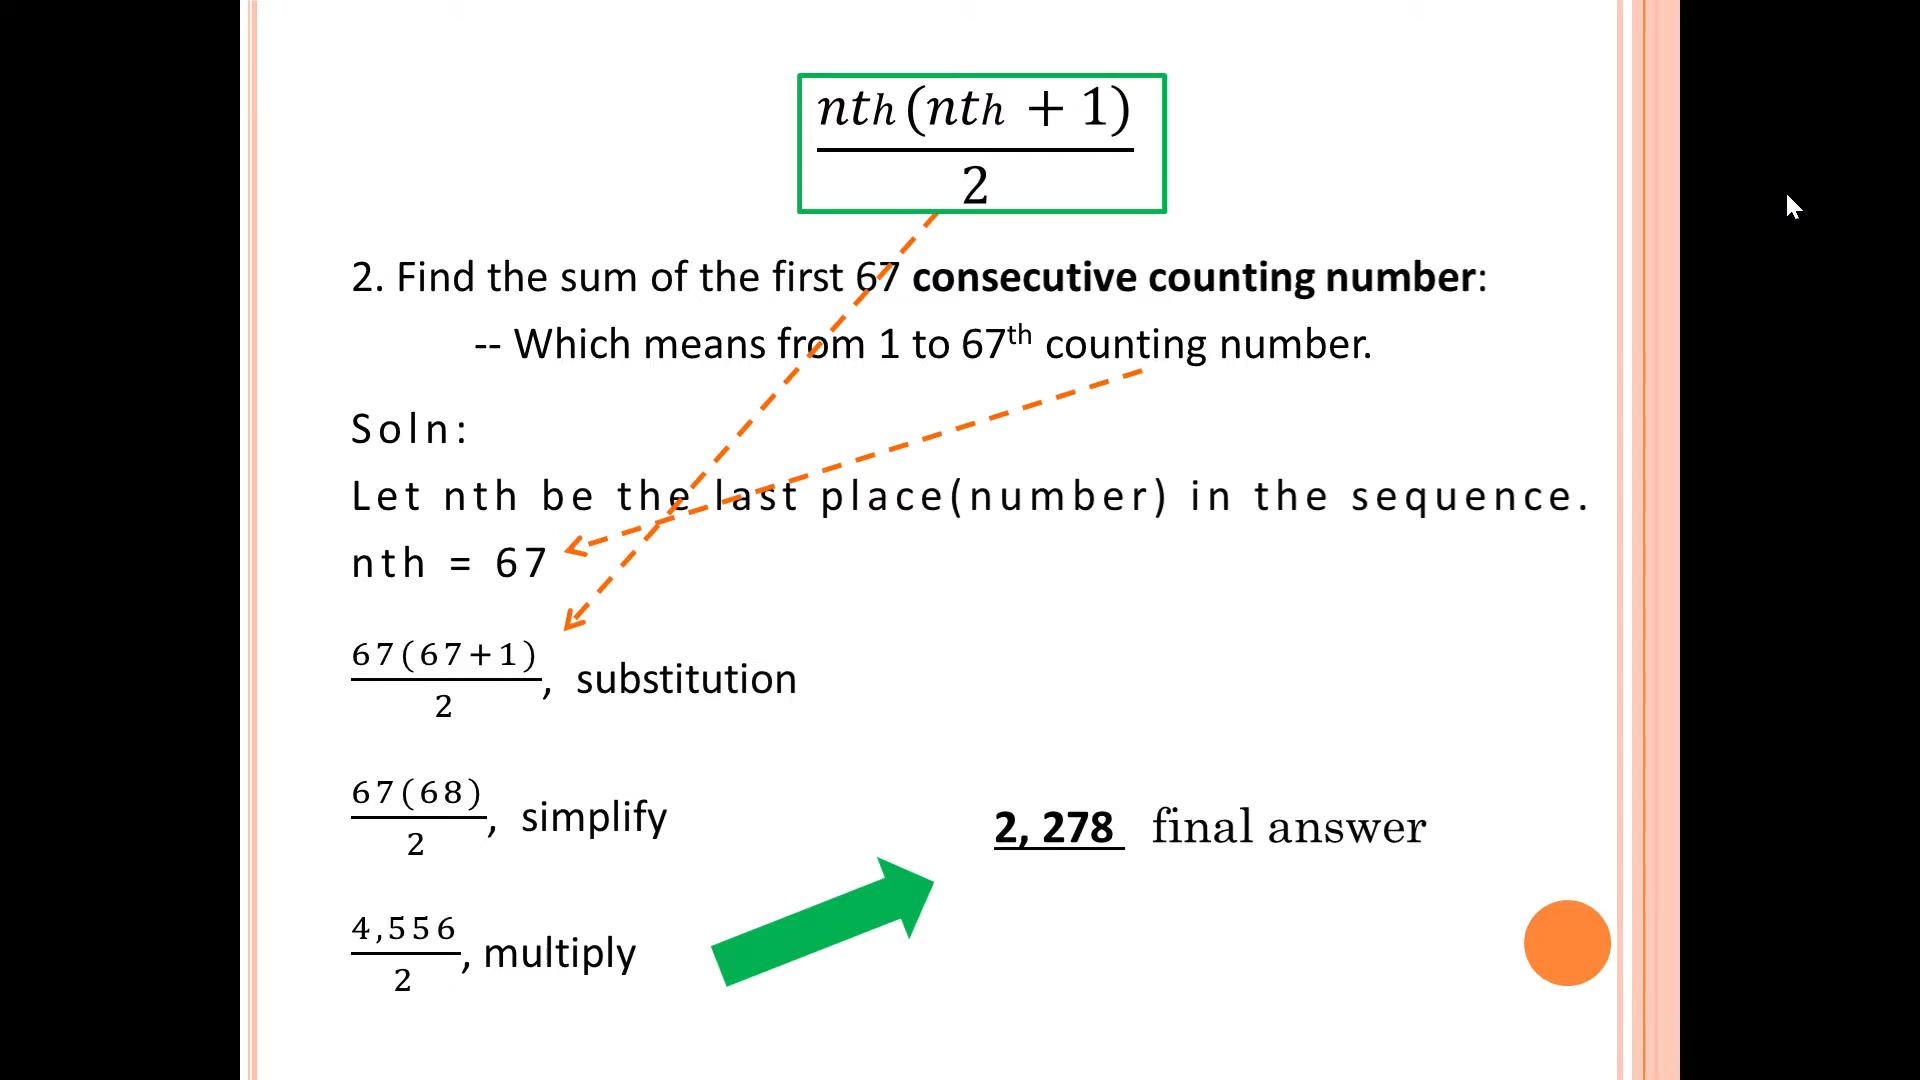 nth(nth + 1)
2
2. Find the sum of the first 67 consecutive counting number:
-- Which means from 1 to 67th counting number.
Soln:
Let nth be the last place(number) in the sequence.
nth = 67
67(67+1)
2
, substitution
67(68)
2
, simplify
2, 278 final answer
4,556
2
, multiply